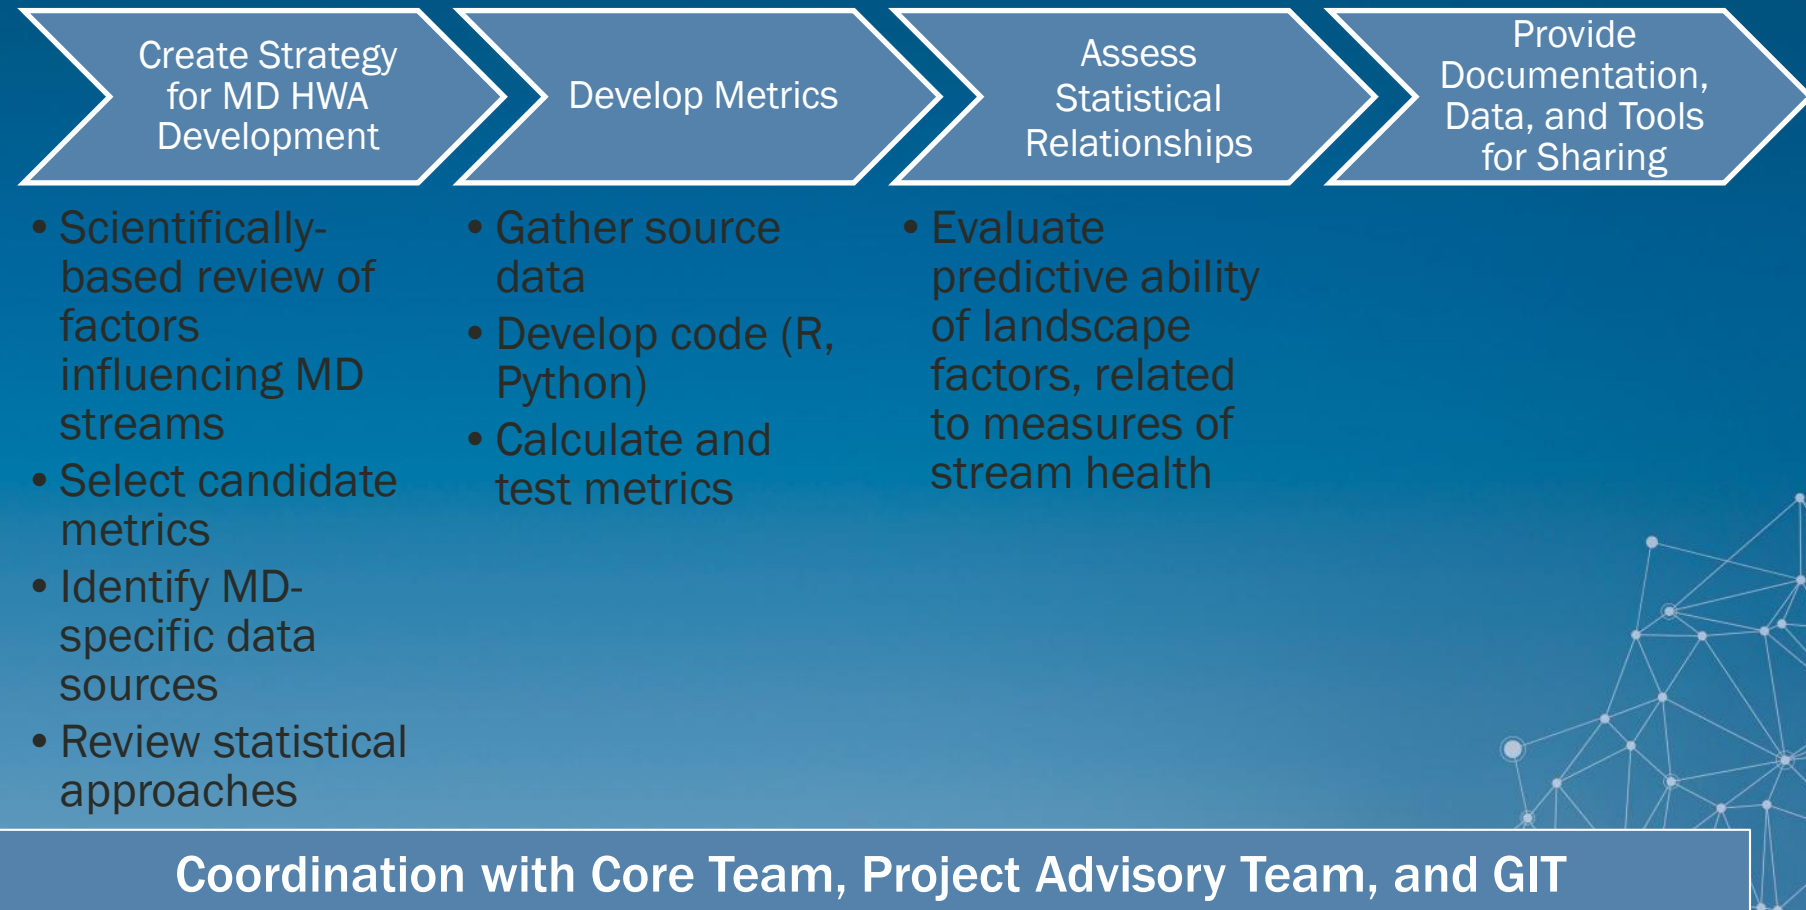 Create Strategy
for MD HWA
Development
Develop Metrics
Assess
Statistical
Relationships
Provide
Documentation,
Data, and Tools
for Sharing
• Scientifically-
based review of
factors
influencing MD
streams
• Select candidate
metrics
• Identify MD-
specific data
sources
• Review statistical
approaches
• Gather source
data
• Develop code (R,
Python)
• Calculate and
test metrics
• Evaluate
predictive ability
of landscape
factors, related
to measures of
stream health
Coordination with Core Team, Project Advisory Team, and GIT